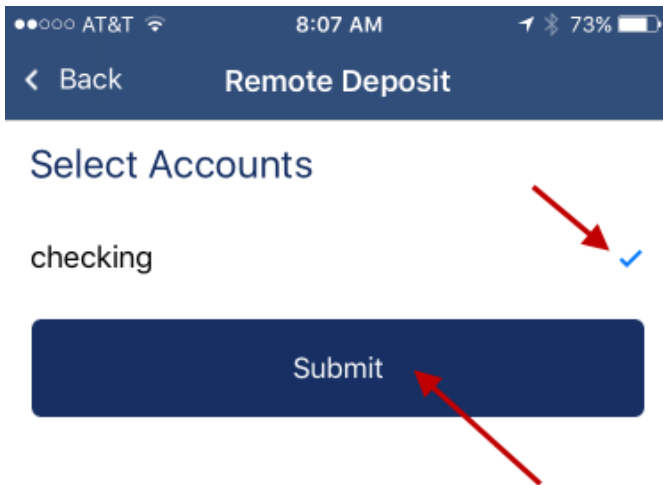 AT&T 8:07 AM 73%
Back Remote Deposit
Select Accounts
checking
Submit